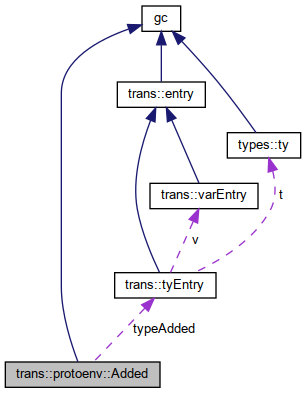 gc
trans::entry
types::ty
trans::varEntry
t
v
trans::tyEntry
typeAdded
trans::protoenv::Added